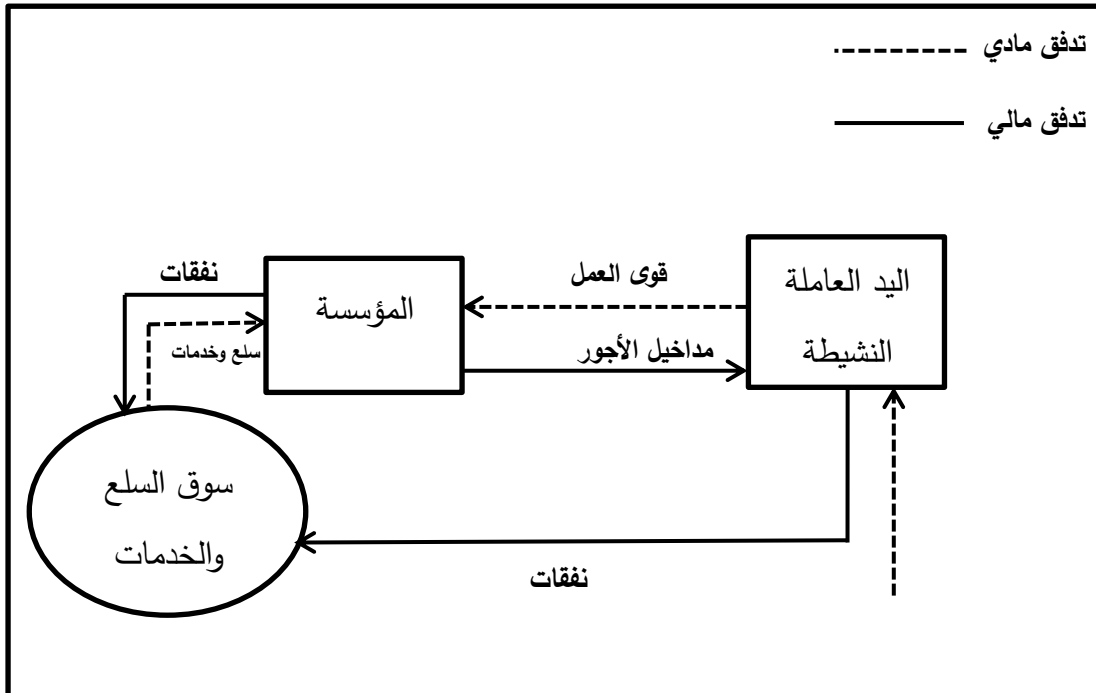 تدفق مادي
تدفق مالي
اليد العاملة
النشيطة
قوى العمل
مداخيل الأجور
المؤسسة
نفقات
سلع وخدمات
سوق السلع
والخدمات
نفقات